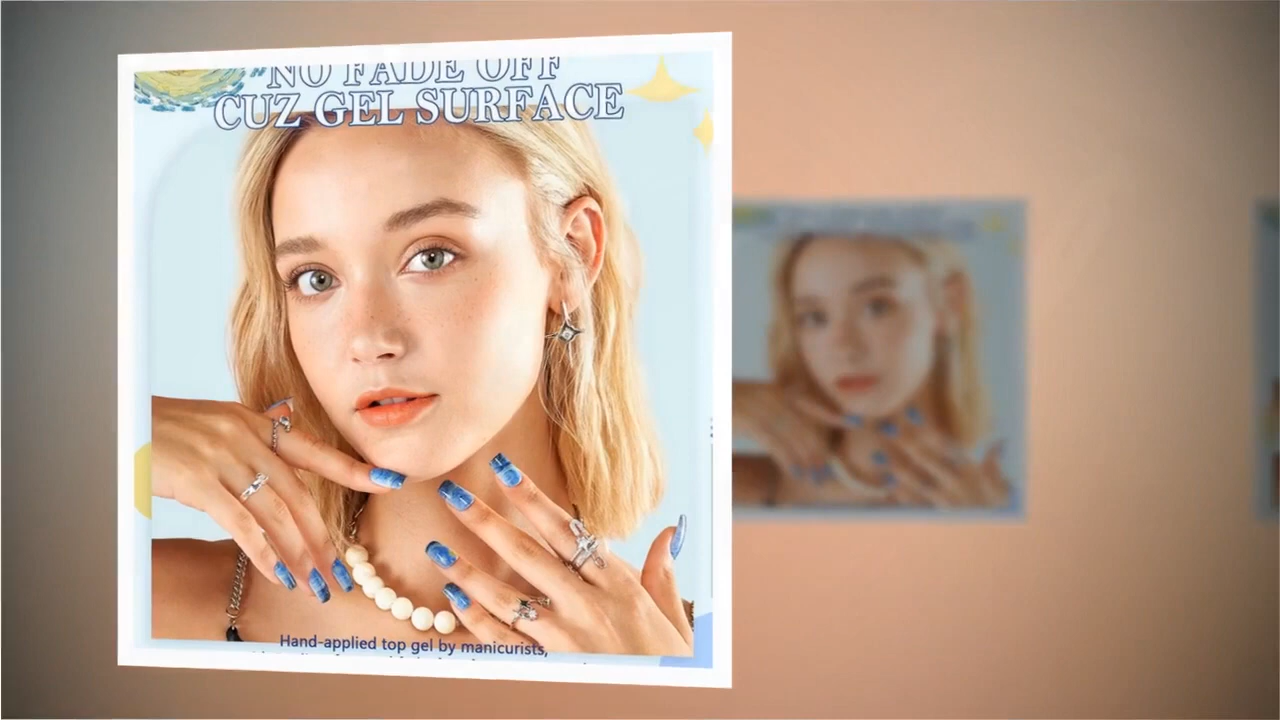 NO FADE OFF
CUZ GEL SURFACE
Hand-applied top gel by manicurists,